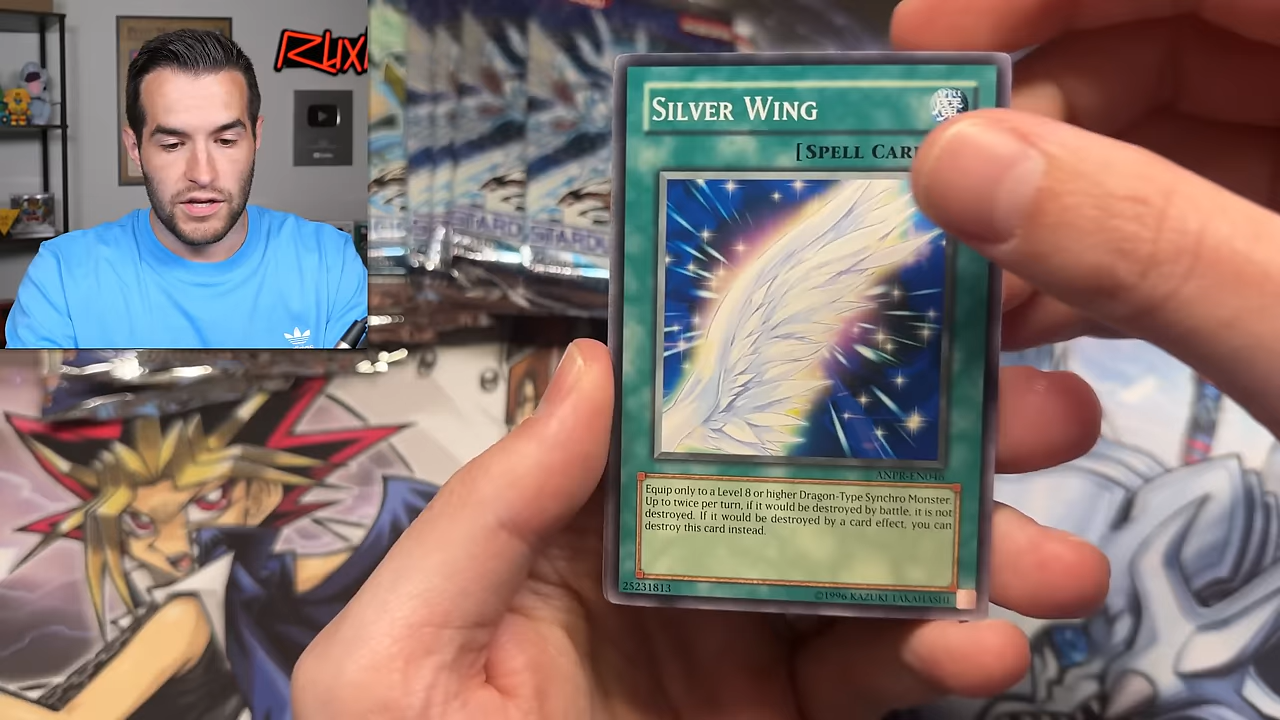 SILVER WING
魔
[SPELL CAR
ANPR-EN046
Equip only to a Level 8 or higher Dragon-Type Synchro Monster.
Up to twice per turn, if it would be destroyed by battle, it is not
destroyed. If it would be destroyed by a card effect, you can
destroy this card instead.
25231813
©1996 KAZUKI TAKAHASHI